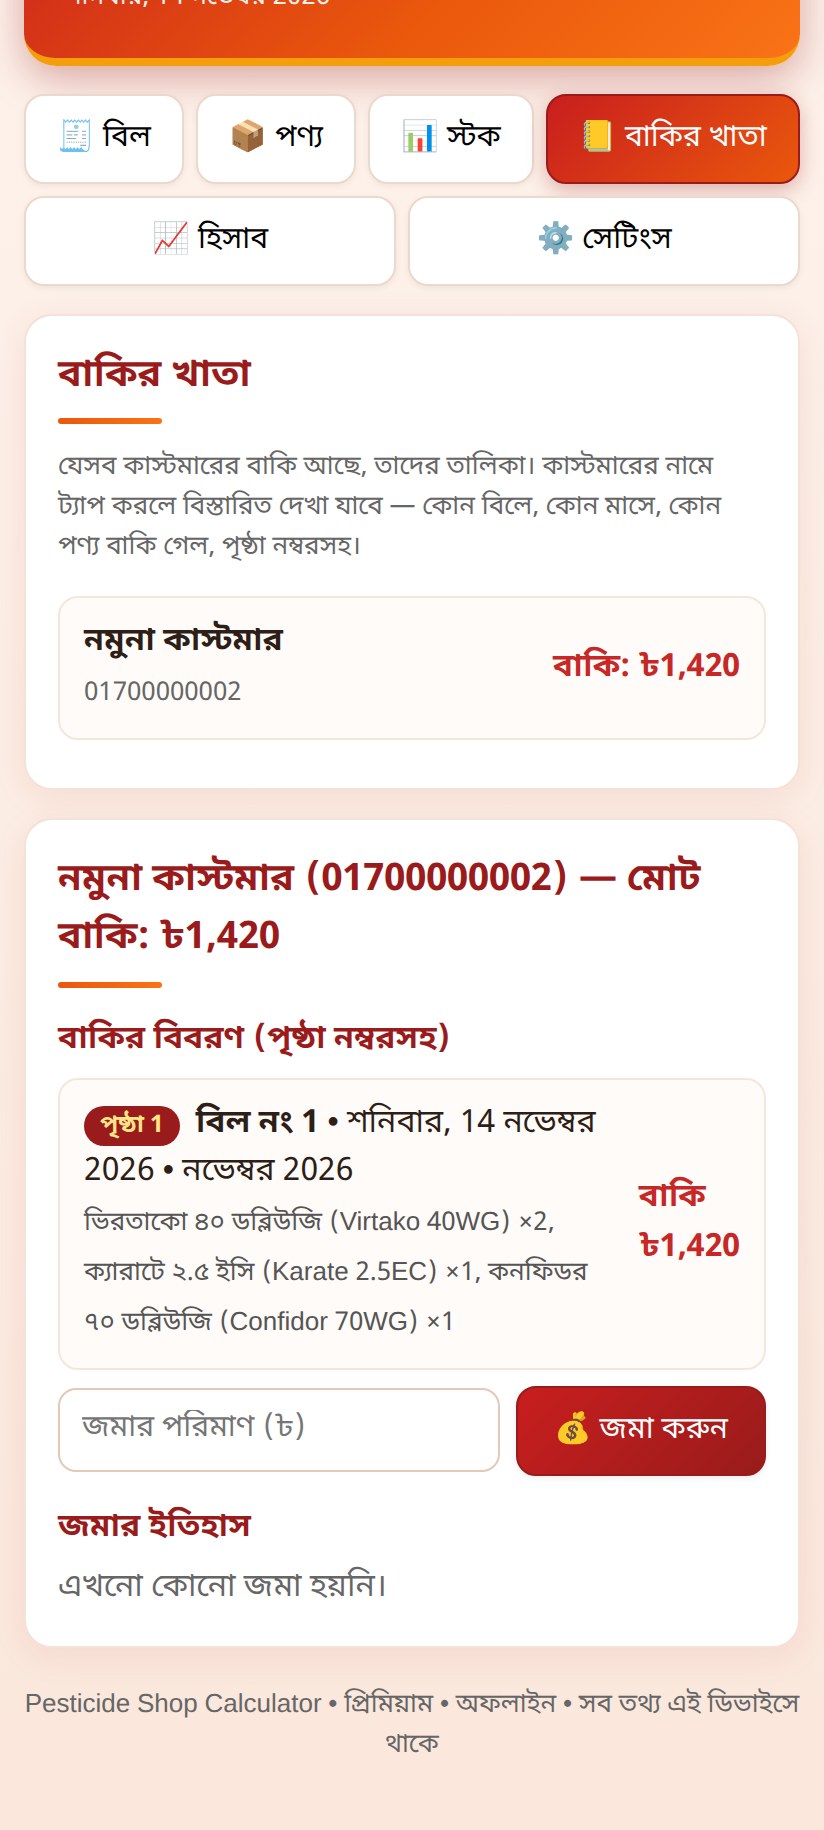 বিল
পণ্য
স্টক
বাকির খাতা
হিসাব
সেটিংস
বাকির খাতা
যেসব কাস্টমারের বাকি আছে, তাদের তালিকা। কাস্টমারের নামে
ট্যাপ করলে বিস্তারিত দেখা যাবে — কোন বিলে, কোন মাসে, কোন
পণ্য বাকি গেল, পৃষ্ঠা নম্বরসহ।
নমুনা কাস্টমার
01700000002
বাকি: ৳1,420
নমুনা কাস্টমার (01700000002) — মোট
বাকি: ৳1,420
বাকির বিবরণ (পৃষ্ঠা নম্বরসহ)
পৃষ্ঠা 1 বিল নং 1 • শনিবার, 14 নভেম্বর
2026 • নভেম্বর 2026
ভিরতাকো ৪০ ডব্লিউজি (Virtako 40WG) ×2,
ক্যারাটে ২.৫ ইসি (Karate 2.5EC) ×1, কনফিডর
৭০ ডব্লিউজি (Confidor 70WG) ×1
বাকি
৳1,420
জমার পরিমাণ (৳)
জমা করুন
জমার ইতিহাস
এখনো কোনো জমা হয়নি।
Pesticide Shop Calculator • প্রিমিয়াম • অফলাইন • সব তথ্য এই ডিভাইসে
থাকে